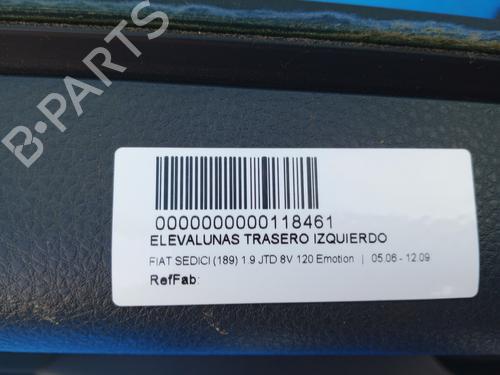 B-PARTS
0000000000118461
ELEVALUNAS TRASERO IZQUIERDO
FIAT SEDICI (189) 1.9 JTD 8V 120 Emotion | 05.06 - 12.09
RefFab: